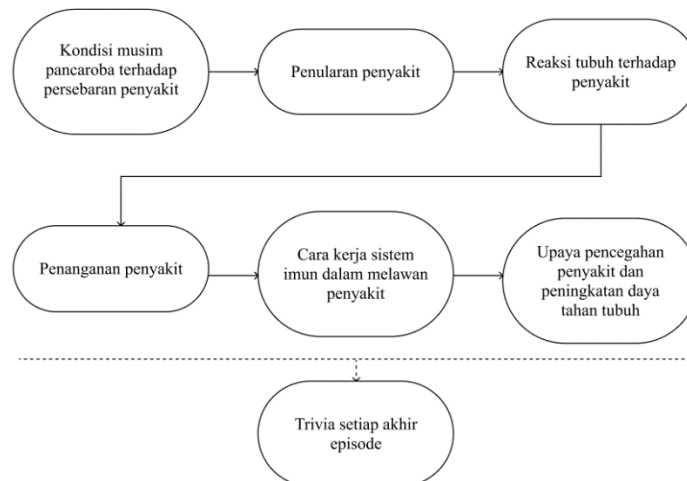 Kondisi musim
pancaroba terhadap
persebaran penyakit
Penularan penyakit
Reaksi tubuh terhadap
penyakit
Penanganan penyakit
Cara kerja sistem
imun dalam melawan
penyakit
Upaya pencegahan
penyakit dan
peningkatan daya
tahan tubuh
Trivia setiap akhir
episode